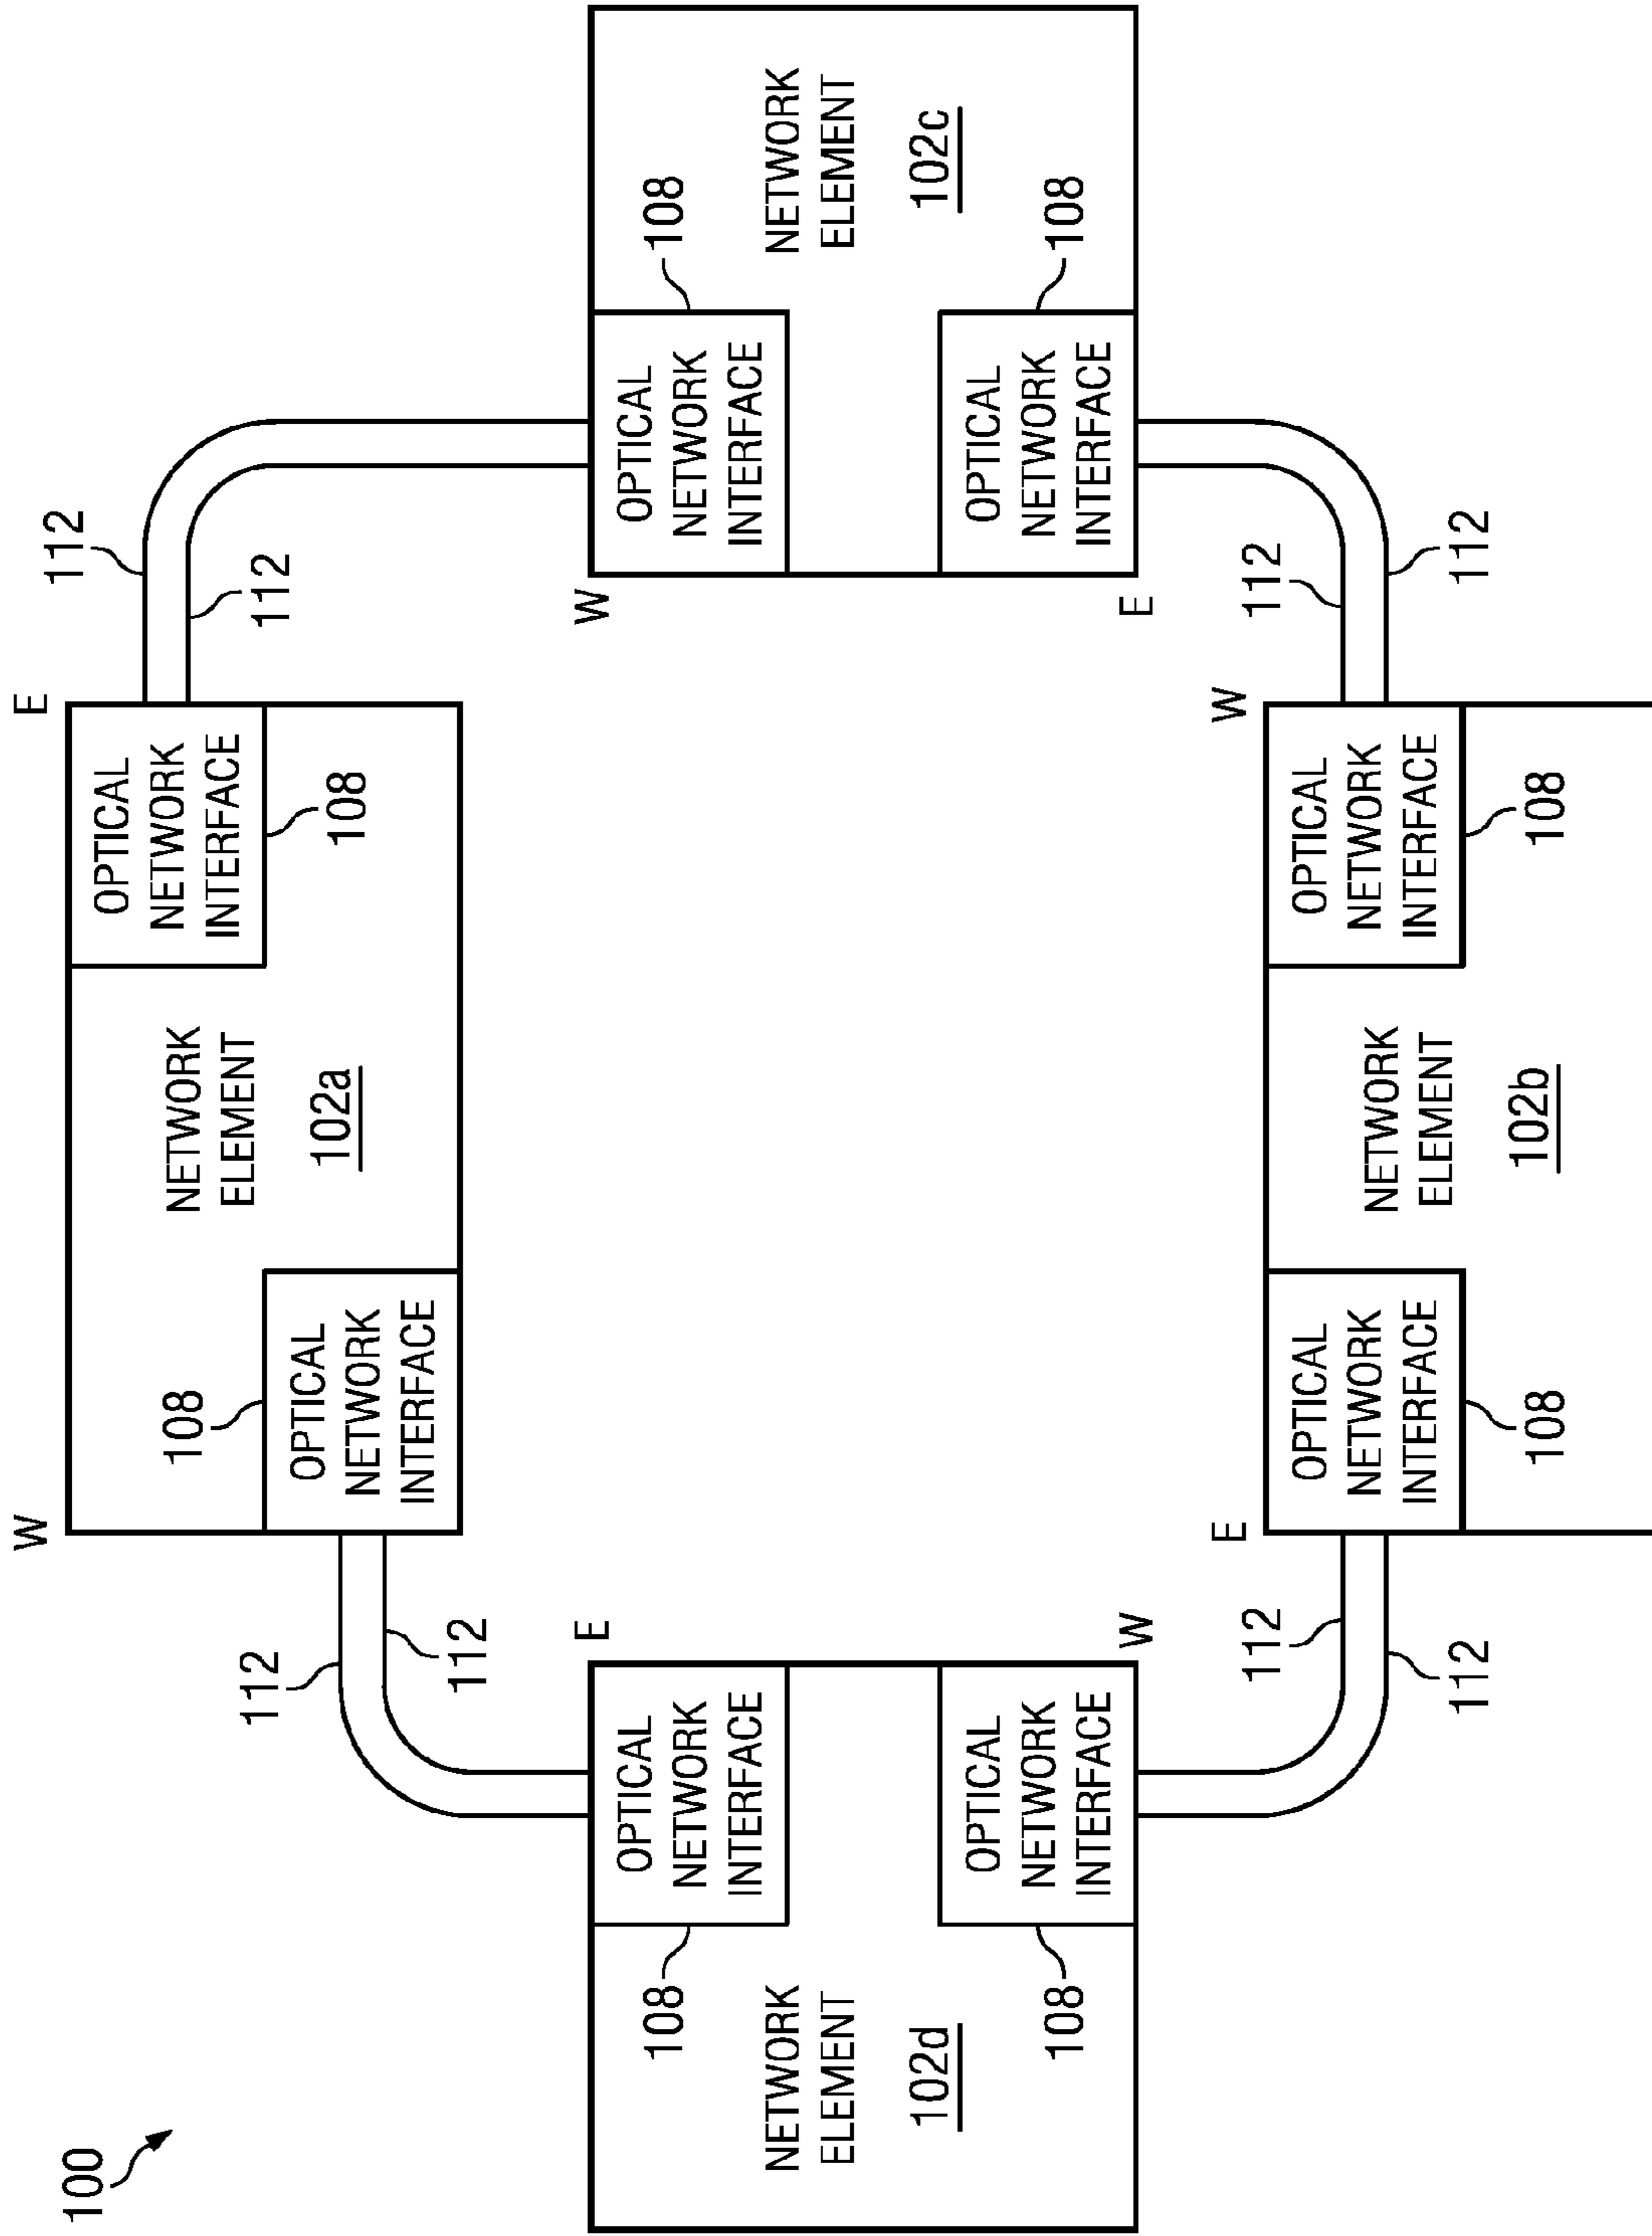 100
W
E
NETWORK
ELEMENT
102a
108
OPTICAL
NETWORK
INTERFACE
OPTICAL
NETWORK
INTERFACE
108
112
112
112
112
E
W
NETWORK
ELEMENT
102d
108
OPTICAL
NETWORK
INTERFACE
108
OPTICAL
NETWORK
INTERFACE
OPTICAL
NETWORK
INTERFACE
108
OPTICAL
NETWORK
INTERFACE
108
NETWORK
ELEMENT
102c
W
E
112
112
112
112
E
W
OPTICAL
NETWORK
INTERFACE
108
NETWORK
ELEMENT
102b
OPTICAL
NETWORK
INTERFACE
108